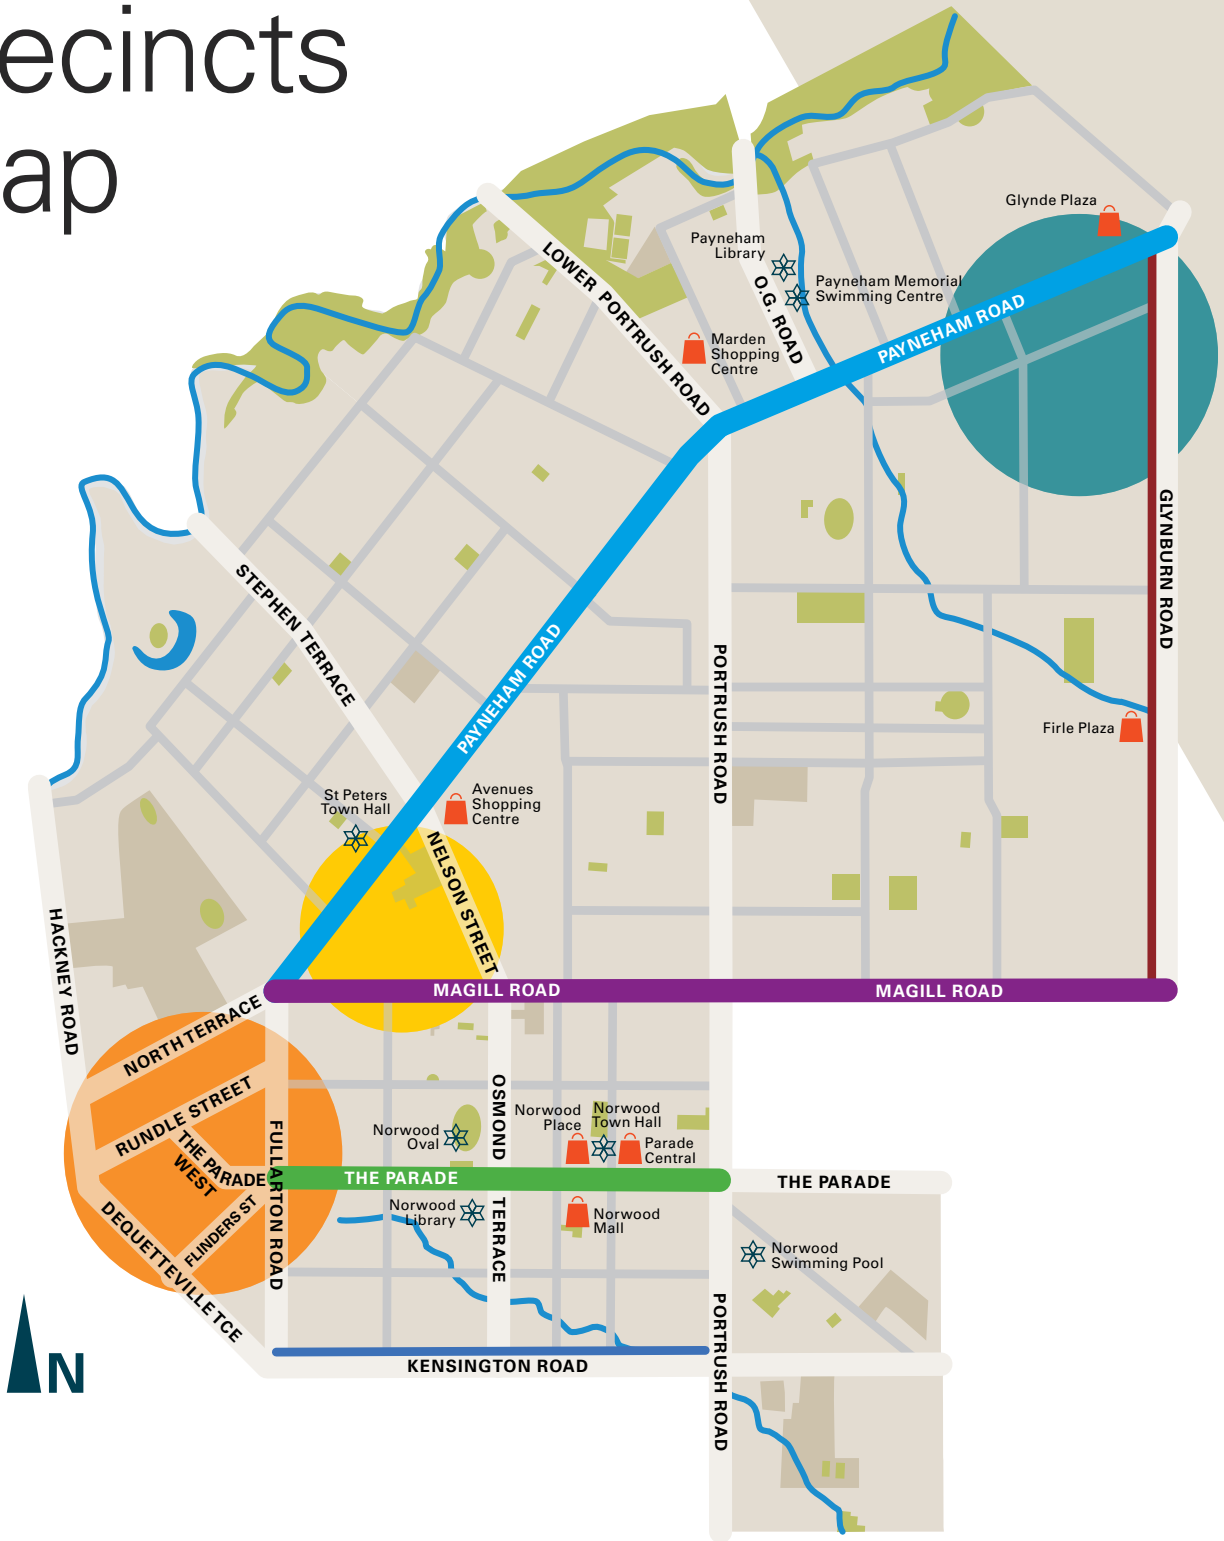 ecincts
ap
Glynde Plaza
Payneham
Library
Payneham Memorial
Swimming Centre
LOWER PORTRUSH ROAD
O.G. ROAD
PAYNEHAM ROAD
Marden
Shopping
Centre
GLYNBURN ROAD
STEPHEN TERRACE
PAYNEHAM ROAD
PORTRUSH ROAD
Firle Plaza
St Peters
Town Hall
Avenues
Shopping
Centre
NELSON STREET
HACKNEY ROAD
MAGILL ROAD
MAGILL ROAD
NORTH TERRACE
RUNDLE STREET
THE PARADE
WEST
FULLARTON ROAD
OSMOND
TERRACE
Norwood
Place
Norwood
Town Hall
Norwood
Oval
Parade
Central
THE PARADE
THE PARADE
FLINDERS ST
DEQUETTEVILLE TCE
Norwood
Library
Norwood
Mall
Norwood
Swimming Pool
PORTRUSH ROAD
KENSINGTON ROAD
N